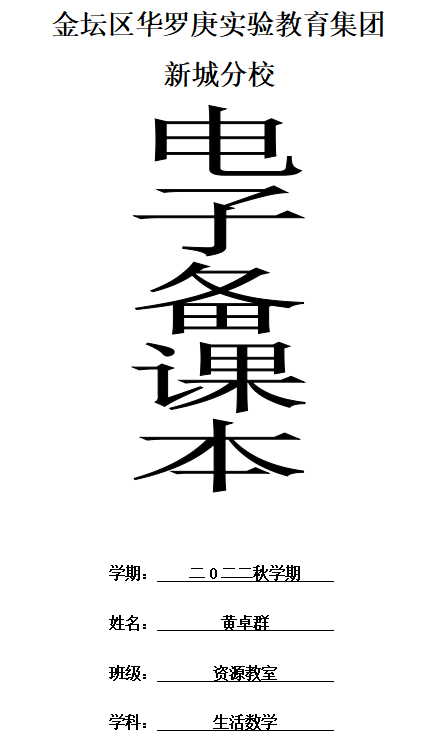 金坛区华罗庚实验教育集团
新城分校
电
子
备
课
本
学期：二0二二秋学期
姓名：黄卓群
班级：资源教室
学科：生活数学